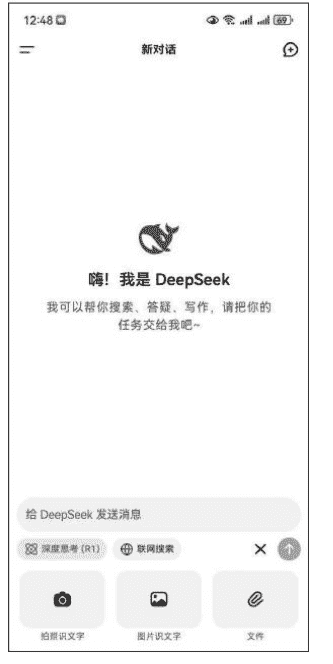 12:48
69
新对话
嗨！我是 DeepSeek
我可以帮你搜索、答疑、写作，请把你的
任务交给我吧~
给 DeepSeek 发送消息
深度思考 (R1)
联网搜索
拍照识文字
图片识文字
文件